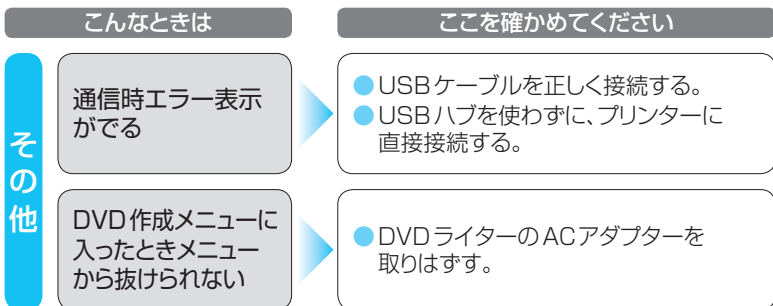 こんなときは
ここを確かめてください
その他
通信時エラー表示
がでる
●USBケーブルを正しく接続する。
●USBハブを使わずに、プリンターに
直接接続する。
DVD作成メニューに
入ったときメニュー
から抜けられない
●DVDライターのACアダプターを
取りはずす。